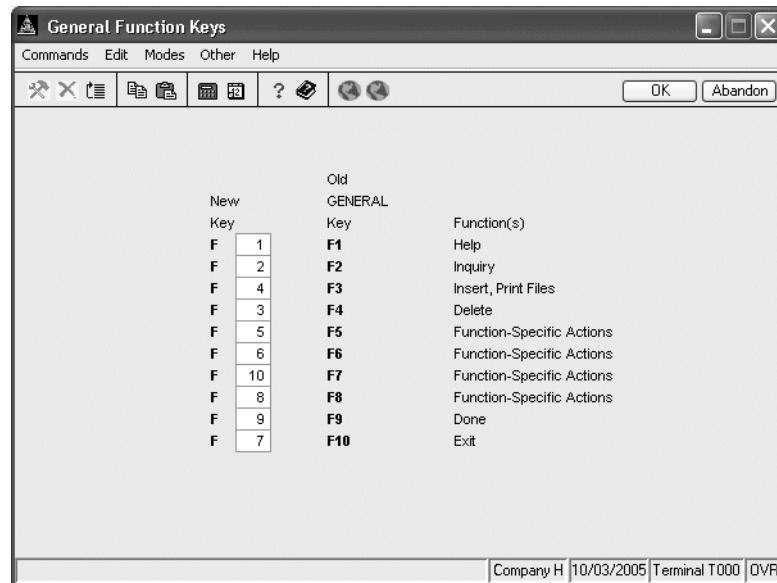 General Function Keys
Commands Edit Modes Other Help
12 ? OK Abandon
Old
New GENERAL
Key Key Function(s)
F 1 F1 Help
F 2 F2 Inquiry
F 4 F3 Insert, Print Files
F 3 F4 Delete
F 5 F5 Function-Specific Actions
F 6 F6 Function-Specific Actions
F 10 F7 Function-Specific Actions
F 8 F8 Function-Specific Actions
F 9 F9 Done
F 7 F10 Exit
Company H 10/03/2005 Terminal T000 OVR